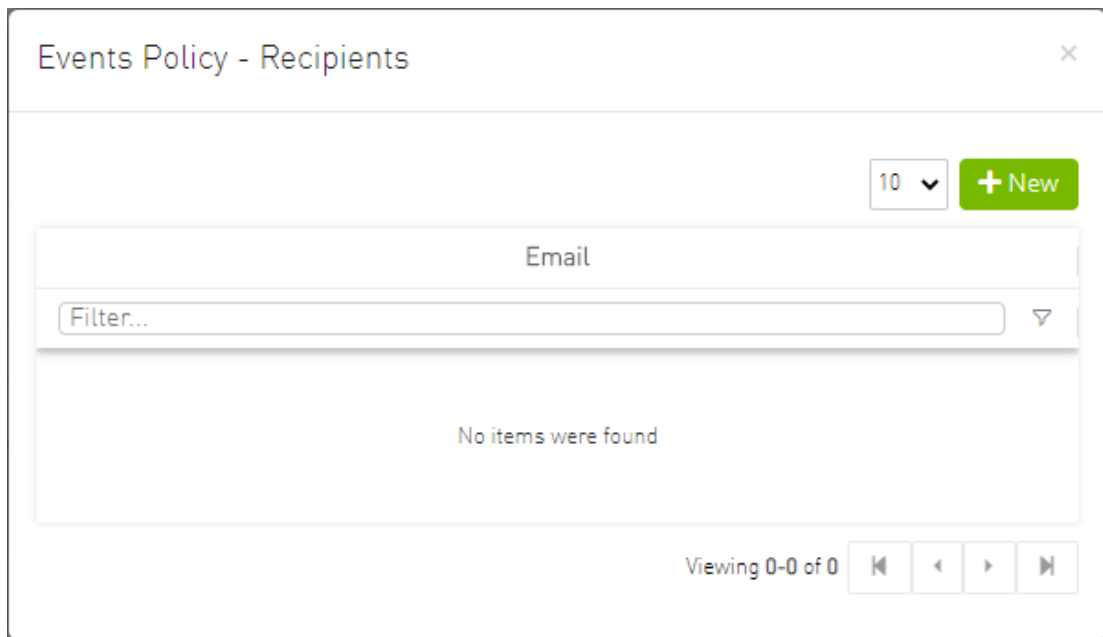 Events Policy - Recipients
10
New
Email
Filter...
No items were found
Viewing 0-0 of 0